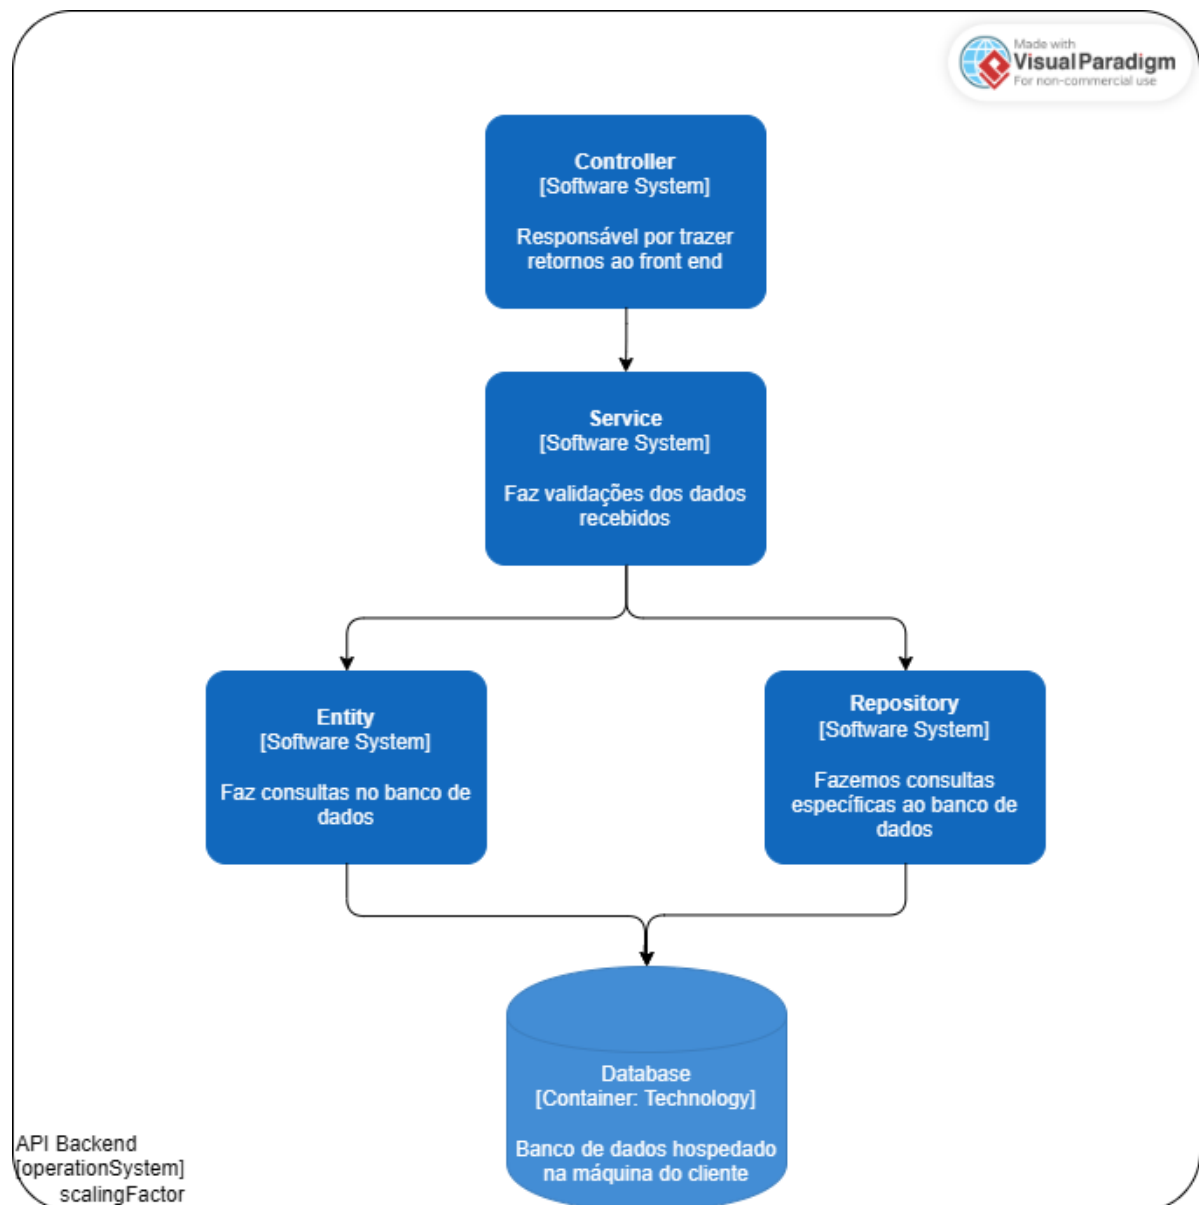 Made with
VisualParadigm
For non-commercial use
Controller
[Software System]
Responsável por trazer
retornos ao front end
Service
[Software System]
Faz validações dos dados
recebidos
Entity
[Software System]
Faz consultas no banco de
dados
Repository
[Software System]
Fazemos consultas
específicas ao banco de
dados
Database
[Container: Technology]
Banco de dados hospedado
na máquina do cliente
API Backend
[operationSystem]
scalingFactor